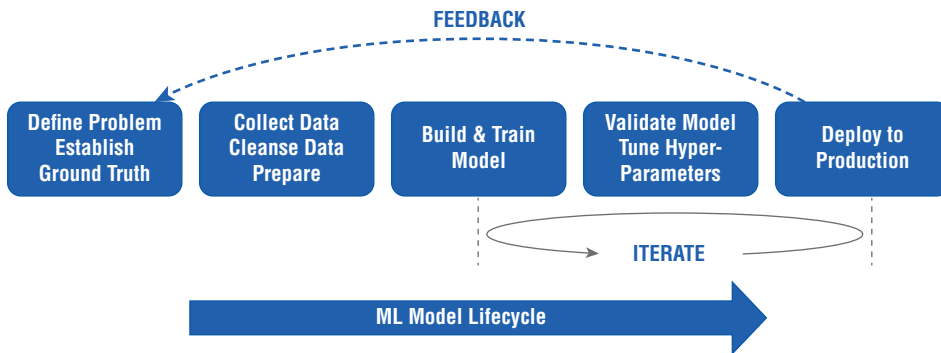 FEEDBACK
Define Problem
Establish
Ground Truth
Collect Data
Cleanse Data
Prepare
Build & Train
Model
Validate Model
Tune Hyper-
Parameters
Deploy to
Production
ITERATE
ML Model Lifecycle